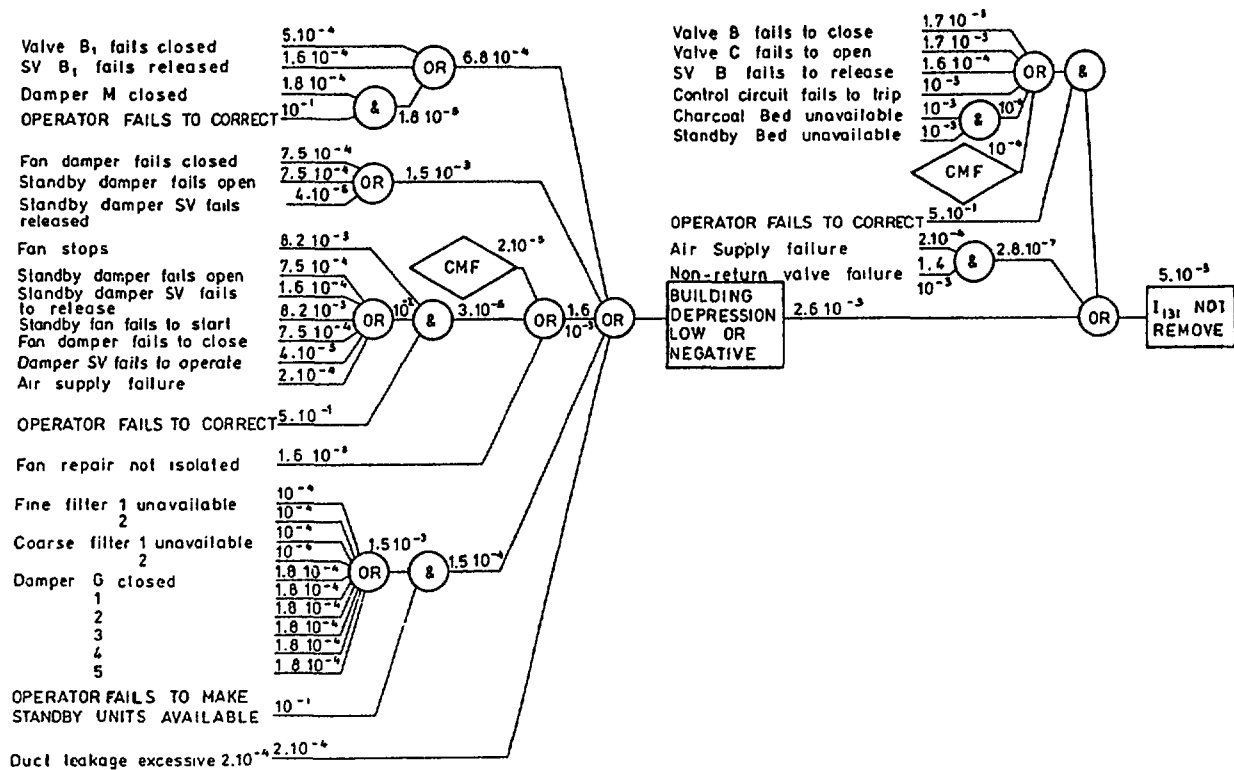 Valve B₁ fails closed 5.10⁻⁴
SV B₁ fails released 1.6 10⁻⁴
OR 6.8 10⁻⁴
Damper M closed 1.8 10⁻⁴
OPERATOR FAILS TO CORRECT 10⁻¹
& 1.8 10⁻⁵
Fan damper fails closed 7.5 10⁻⁴
Standby damper fails open 7.5 10⁻⁴
OR 1.5 10⁻³
Standby damper SV fails
released 4.10⁻⁵
Fan stops 8.2 10⁻³
CMF 2.10⁻⁵
Standby damper fails open 7.5 10⁻⁴
Standby damper SV fails
to release 1.6 10⁻⁴
Standby fan fails to start 8.2 10⁻³
Fan damper fails to close 7.5 10⁻⁴
Damper SV fails to operate 4.10⁻⁵
Air supply failure 2.10⁻⁴
OR 10⁻² & 3.10⁻⁵ OR 1.6 10⁻³ OR
OPERATOR FAILS TO CORRECT 5.10⁻¹
Fan repair not isolated 1.6 10⁻³
Fine filter 1 unavailable 10⁻⁴
2 10⁻⁴
Coarse filter 1 unavailable 10⁻⁴
2 10⁻⁴
Damper G closed 1.8 10⁻⁴
1 1.8 10⁻⁴
2 1.8 10⁻⁴
3 1.8 10⁻⁴
4 1.8 10⁻⁴
5 1.8 10⁻⁴
OR 1.5 10⁻³ & 1.5 10⁻⁴
OPERATOR FAILS TO MAKE
STANDBY UNITS AVAILABLE 10⁻¹
Duct leakage excessive 2.10⁻⁴ 2.10⁻⁴
BUILDING
DEPRESSION
LOW OR
NEGATIVE
2.6 10⁻³
Valve B fails to close 1.7 10⁻³
Valve C fails to open 1.7 10⁻³
SV B fails to release 1.6 10⁻⁴
Control circuit fails to trip 10⁻³
Charcoal Bed unavailable 10⁻³
Standby Bed unavailable 10⁻³
& 10⁻⁴
OR &
CMF 10⁻⁴
OPERATOR FAILS TO CORRECT 5.10⁻¹
Air Supply failure 2.10⁻⁴
Non-return valve failure 1.4
10⁻³
& 2.8.10⁻⁷
OR
5.10⁻³
I₁₃₁ NOT
REMOVE